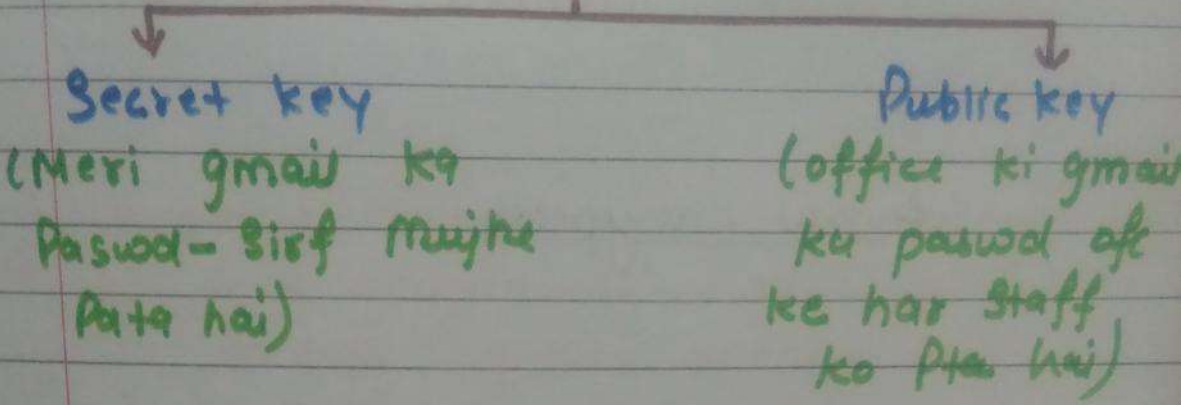 Secret key
Public key
(Meri gmail ka
Paswod - Sirf Mujhe
Pata hai)
(office ki gmail
ka paswod ofc
ke har Staff
ko Pta hai)